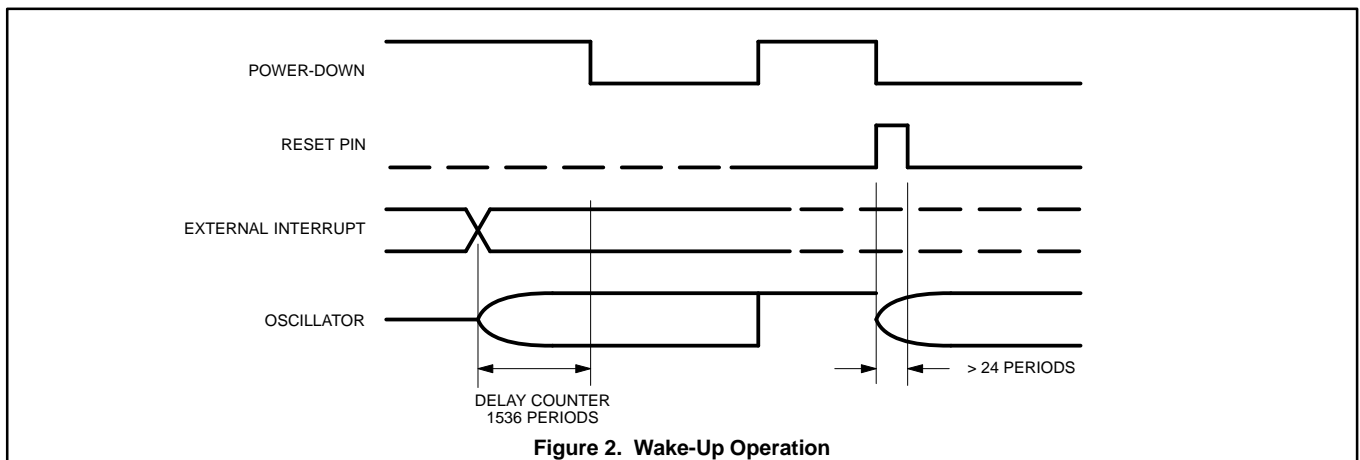 POWER-DOWN
RESET PIN
EXTERNAL INTERRUPT
OSCILLATOR
> 24 PERIODS
DELAY COUNTER
1536 PERIODS
Figure 2. Wake-Up Operation